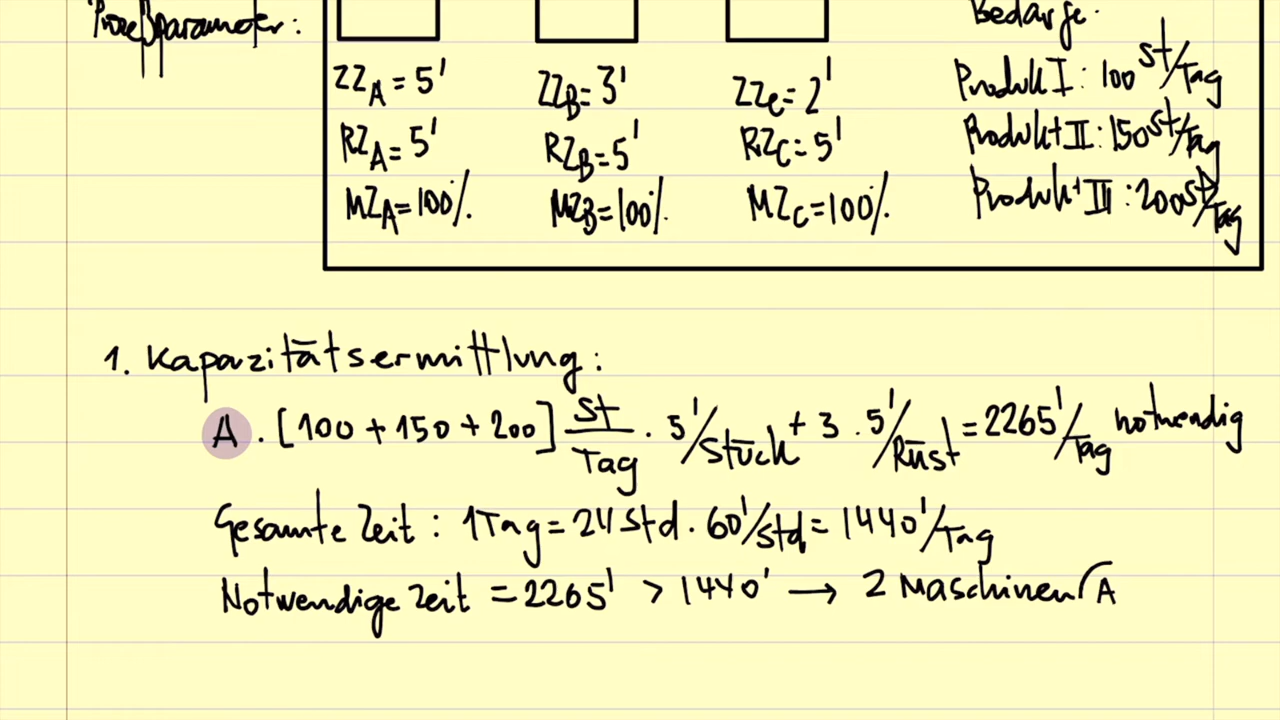 Prozeßparameter:
Bedarfe:
ZZA = 5' ZZB = 3' ZZC = 2' Produkt I : 100 St/Tag
RZA = 5' RZB = 5' RZC = 5' Produkt II : 150 St/Tag
MZA = 100% MZB = 100% MZC = 100% Produkt III : 200 St/Tag
1. Kapazitätsermittlung :
A · [100 + 150 + 200] St/Tag · 5'/Stück + 3 · 5'/Rüst = 2265'/Tag notwendig
Gesamte Zeit : 1 Tag = 24 Std · 60'/Std = 1440'/Tag
Notwendige Zeit = 2265' > 1440' → 2 Maschinen A